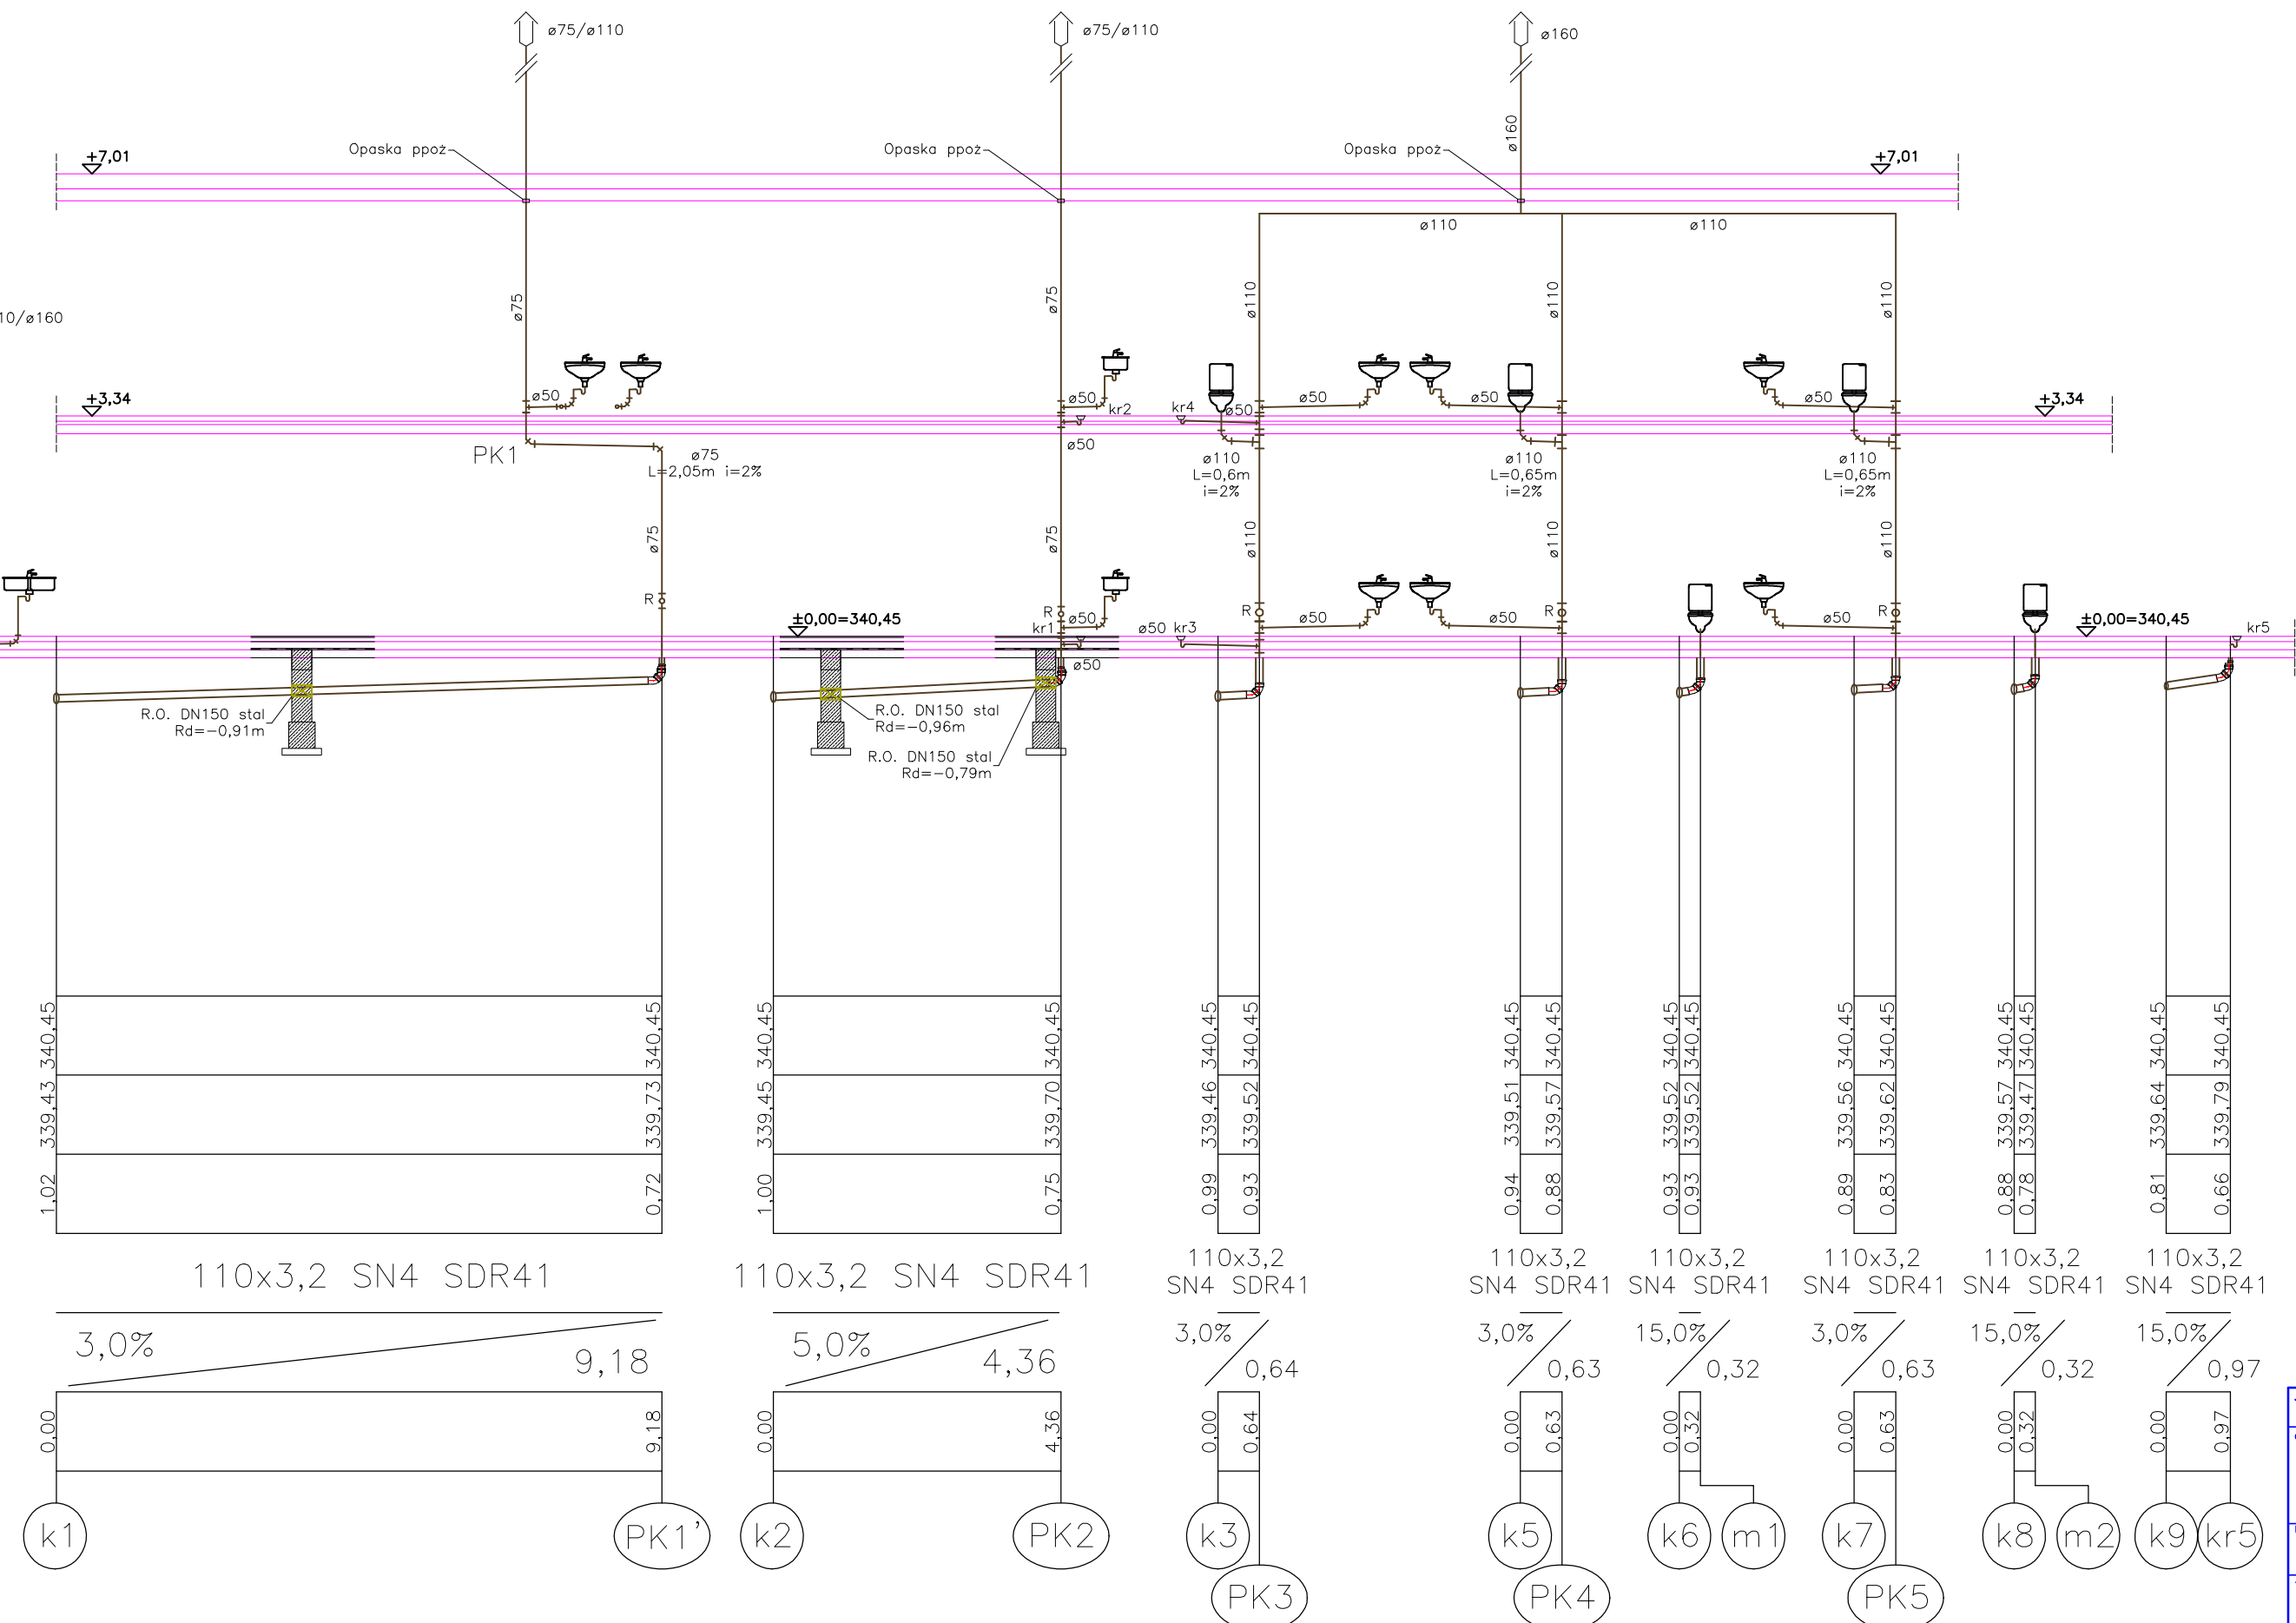 ø75/ø110
ø75/ø110
ø160
ø160
Opaska ppoż
Opaska ppoż
Opaska ppoż
+7,01
+7,01
ø110
ø110
ø75
ø75
ø110
ø110
ø110
10/ø160
+3,34
ø50
ø50
kr2
kr4
ø50
ø50
ø50
ø50
+3,34
PK1
ø75
L=2,05m i=2%
ø50
ø110
L=0,6m
i=2%
ø110
L=0,65m
i=2%
ø110
L=0,65m
i=2%
ø75
ø75
ø110
ø110
ø110
R
R
R
R
R
±0,00=340,45
kr1
ø50
ø50
kr3
ø50
ø50
ø50
±0,00=340,45
kr5
ø50
R.O. DN150 stal
Rd=−0,91m
R.O. DN150 stal
Rd=−0,96m
R.O. DN150 stal
Rd=−0,79m
340,45 340,45 340,45 340,45 340,45 340,45 340,45 340,45 340,45 340,45 340,45 340,45 340,45 340,45 340,45 340,45
339,43 339,73 339,45 339,70 339,46 339,52 339,51 339,57 339,52 339,52 339,56 339,62 339,57 339,47 339,64 339,79
1,02 0,72 1,00 0,75 0,99 0,93 0,94 0,88 0,93 0,93 0,89 0,83 0,88 0,78 0,81 0,66
110x3,2 SN4 SDR41
110x3,2 SN4 SDR41
110x3,2
SN4 SDR41
110x3,2
SN4 SDR41
110x3,2
SN4 SDR41
110x3,2
SN4 SDR41
110x3,2
SN4 SDR41
110x3,2
SN4 SDR41
3,0%
9,18
5,0%
4,36
3,0%
0,64
3,0%
0,63
15,0%
0,32
3,0%
0,63
15,0%
0,32
15,0%
0,97
0,00 9,18 0,00 4,36 0,00 0,64 0,00 0,63 0,00 0,32 0,00 0,63 0,00 0,32 0,00 0,97
k1 PK1' k2 PK2 k3 k5 k6 m1 k7 k8 m2 k9 kr5
PK3 PK4 PK5